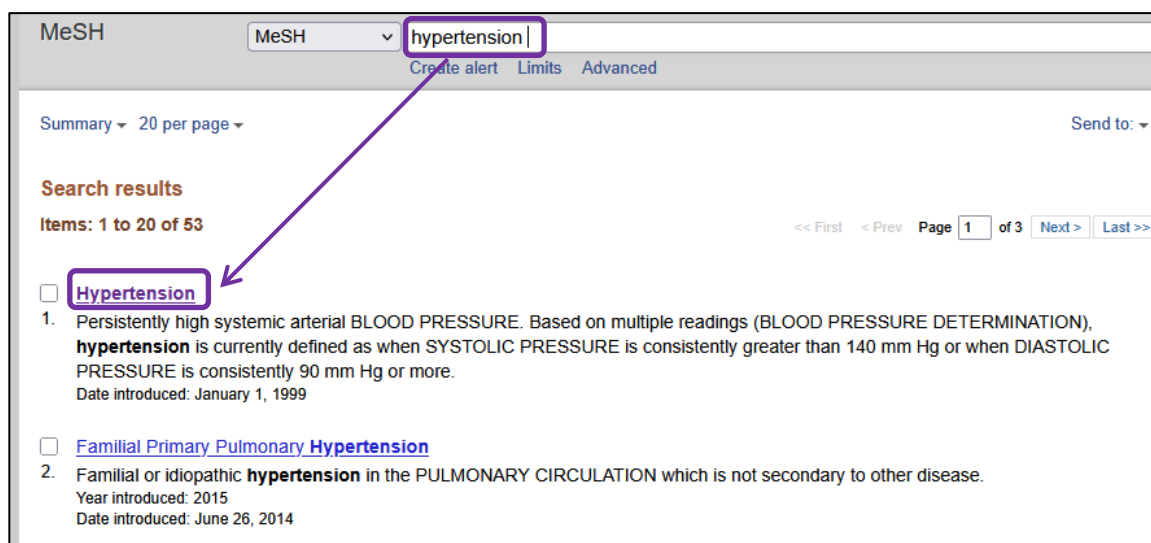 MeSH MeSH hypertension
Create alert Limits Advanced
Summary 20 per page Send to:
Search results
Items: 1 to 20 of 53 << First < Prev Page 1 of 3 Next > Last >>
Hypertension
1. Persistently high systemic arterial BLOOD PRESSURE. Based on multiple readings (BLOOD PRESSURE DETERMINATION),
hypertension is currently defined as when SYSTOLIC PRESSURE is consistently greater than 140 mm Hg or when DIASTOLIC
PRESSURE is consistently 90 mm Hg or more.
Date introduced: January 1, 1999
Familial Primary Pulmonary Hypertension
2. Familial or idiopathic hypertension in the PULMONARY CIRCULATION which is not secondary to other disease.
Year introduced: 2015
Date introduced: June 26, 2014